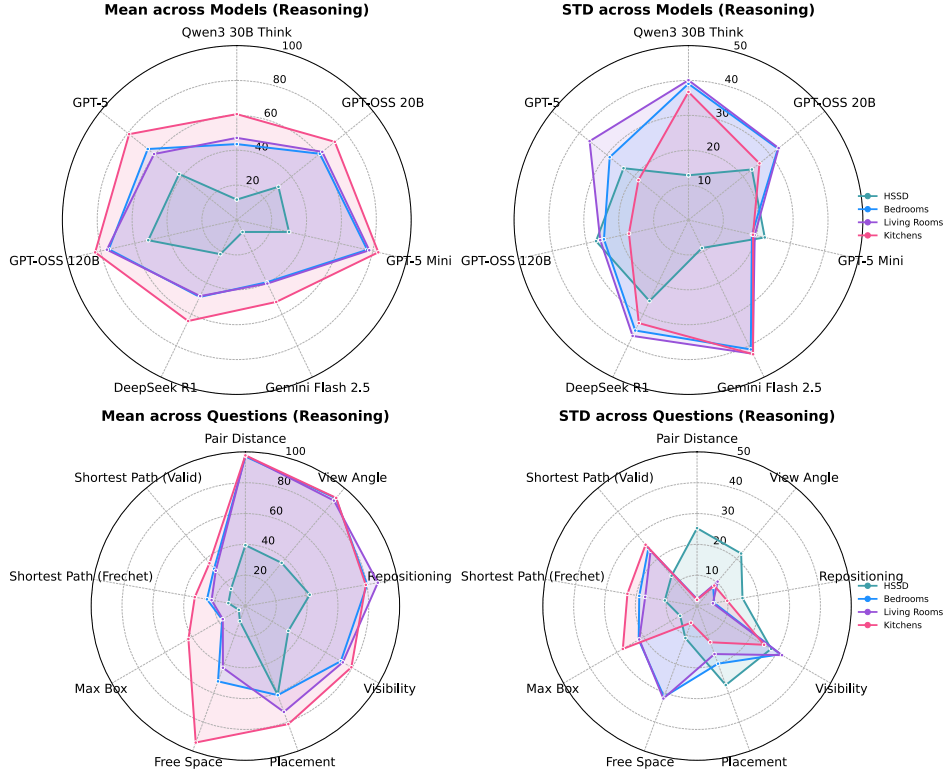 Mean across Models (Reasoning)
Qwen3 30B Think
100
80
60
40
20
GPT-OSS 20B
GPT-5
GPT-OSS 120B
GPT-5 Mini
DeepSeek R1
Gemini Flash 2.5
STD across Models (Reasoning)
Qwen3 30B Think
50
40
30
20
10
GPT-OSS 20B
GPT-5
GPT-OSS 120B
GPT-5 Mini
DeepSeek R1
Gemini Flash 2.5
HSSD
Bedrooms
Living Rooms
Kitchens
Mean across Questions (Reasoning)
Pair Distance
100
80
60
40
20
Shortest Path (Valid)
View Angle
Shortest Path (Frechet)
Repositioning
Max Box
Visibility
Free Space
Placement
STD across Questions (Reasoning)
Pair Distance
50
40
30
20
10
Shortest Path (Valid)
View Angle
Shortest Path (Frechet)
Repositioning
Max Box
Visibility
Free Space
Placement
HSSD
Bedrooms
Living Rooms
Kitchens